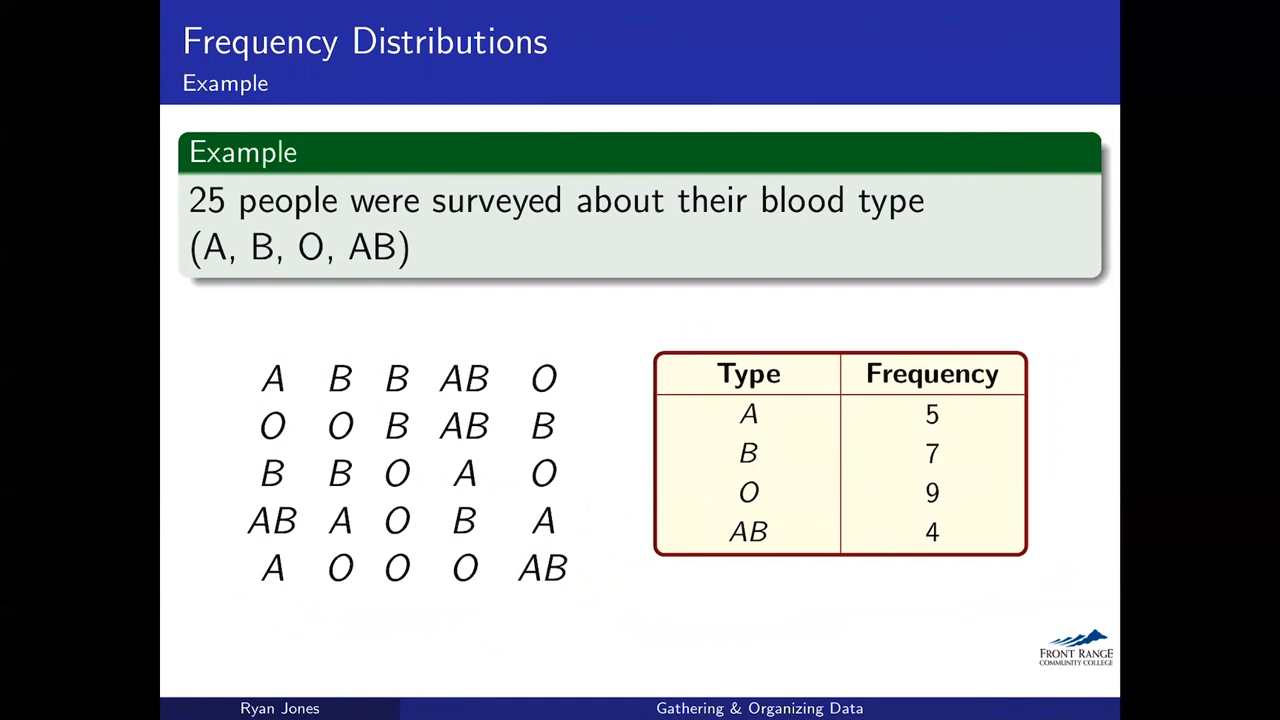 Frequency Distributions
Example
Example
25 people were surveyed about their blood type
(A, B, O, AB)
A B B AB O
O O B AB B
B B O A O
AB A O B A
A O O O AB
Type Frequency
A 5
B 7
O 9
AB 4
FRONT RANGE
COMMUNITY COLLEGE
Ryan Jones Gathering & Organizing Data